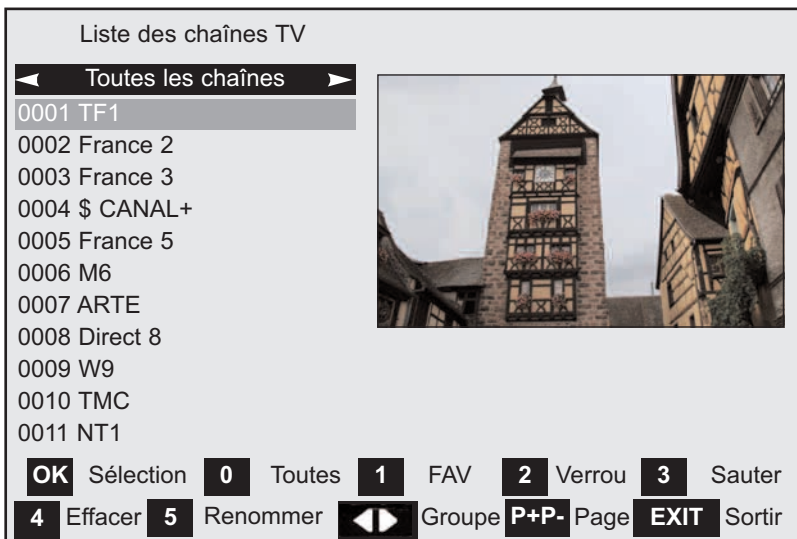 Liste des chaînes TV
Toutes les chaînes
0001 TF1
0002 France 2
0003 France 3
0004 $ CANAL+
0005 France 5
0006 M6
0007 ARTE
0008 Direct 8
0009 W9
0010 TMC
0011 NT1
OK Sélection 0 Toutes 1 FAV 2 Verrou 3 Sauter
4 Effacer 5 Renommer Groupe P+P- Page EXIT Sortir